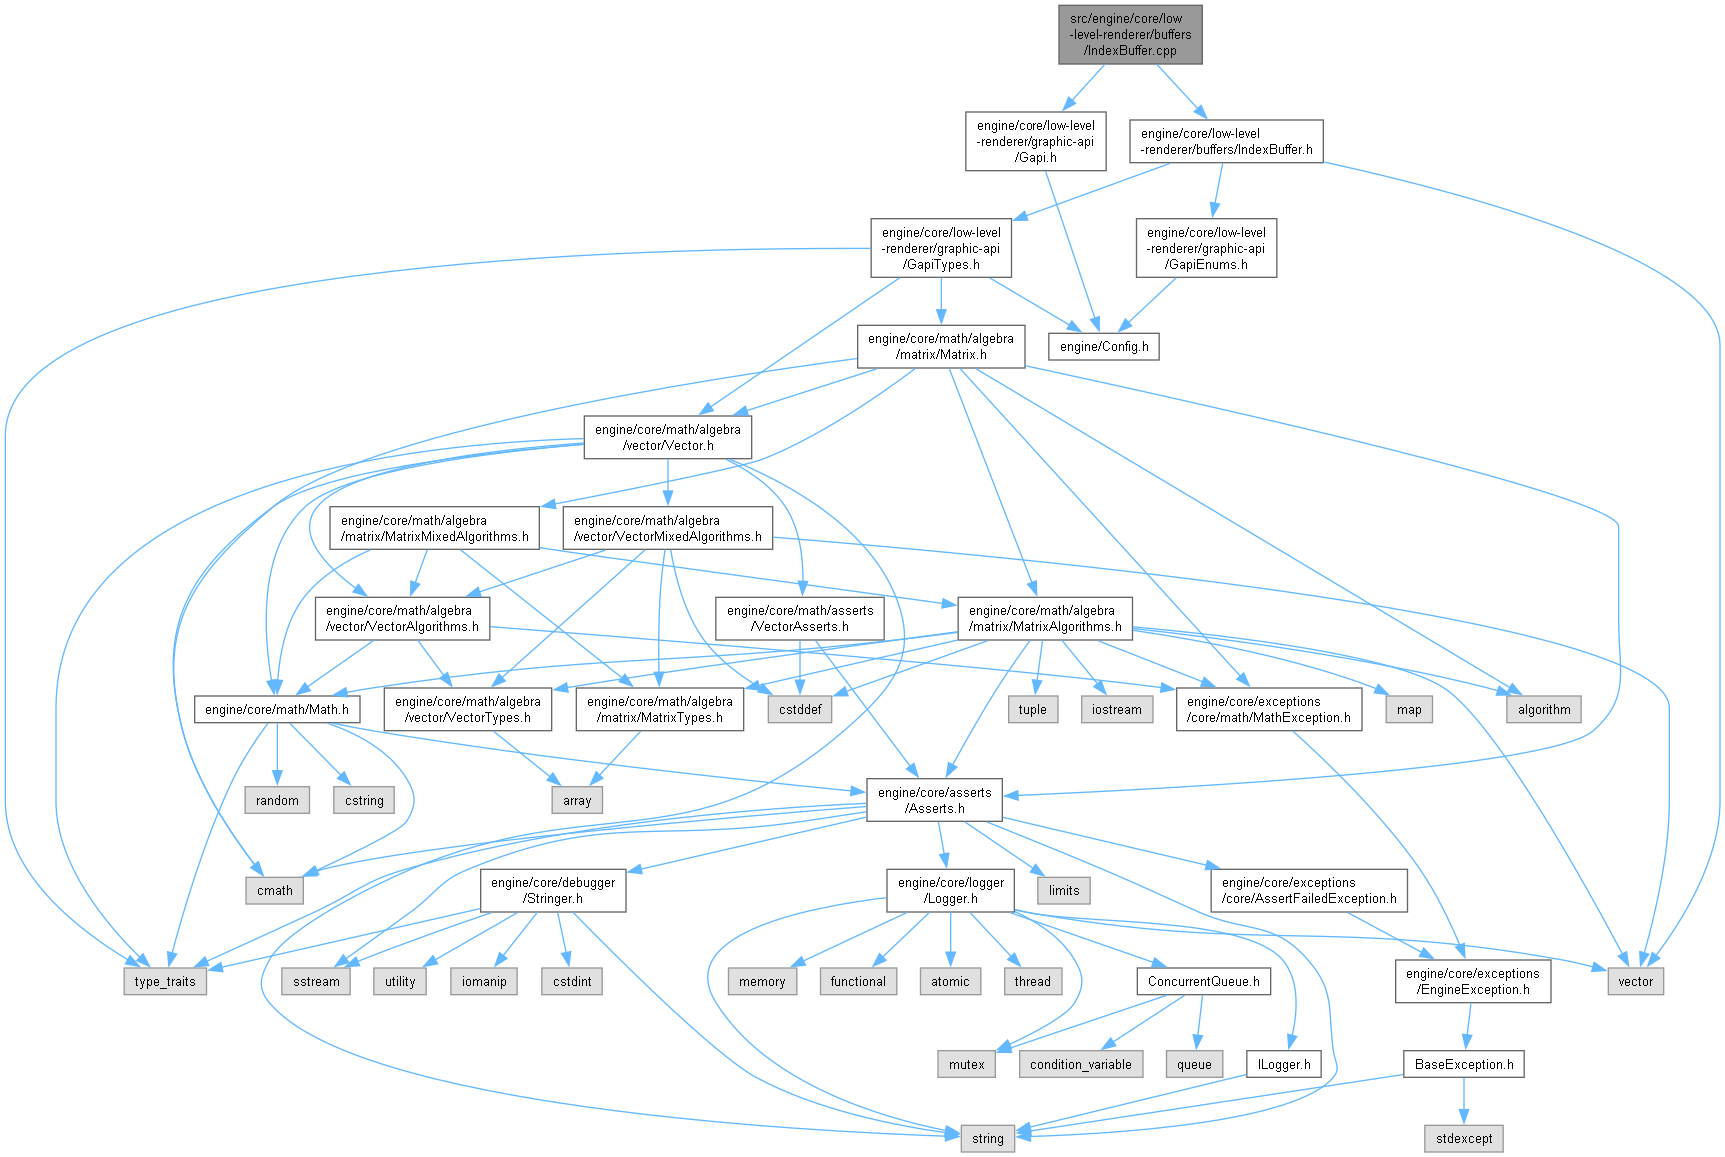 src/engine/core/low
-level-renderer/buffers
/IndexBuffer.cpp
engine/core/low-level
-renderer/graphic-api
/Gapi.h
engine/core/low-level
-renderer/buffers/IndexBuffer.h
engine/core/low-level
-renderer/graphic-api
/GapiTypes.h
engine/core/low-level
-renderer/graphic-api
/GapiEnums.h
engine/core/math/algebra
/matrix/Matrix.h
engine/Config.h
engine/core/math/algebra
/vector/Vector.h
engine/core/math/algebra
/matrix/MatrixMixedAlgorithms.h
engine/core/math/algebra
/vector/VectorMixedAlgorithms.h
engine/core/math/algebra
/vector/VectorAlgorithms.h
engine/core/math/asserts
/VectorAsserts.h
engine/core/math/algebra
/matrix/MatrixAlgorithms.h
engine/core/math/Math.h
engine/core/math/algebra
/vector/VectorTypes.h
engine/core/math/algebra
/matrix/MatrixTypes.h
cstddef
tuple
iostream
engine/core/exceptions
/core/math/MathException.h
map
algorithm
random
cstring
array
engine/core/asserts
/Asserts.h
cmath
engine/core/debugger
/Stringer.h
engine/core/logger
/Logger.h
limits
engine/core/exceptions
/core/AssertFailedException.h
type_traits
sstream
utility
iomanip
cstdint
memory
functional
atomic
thread
ConcurrentQueue.h
engine/core/exceptions
/EngineException.h
vector
mutex
condition_variable
queue
ILogger.h
BaseException.h
string
stdexcept